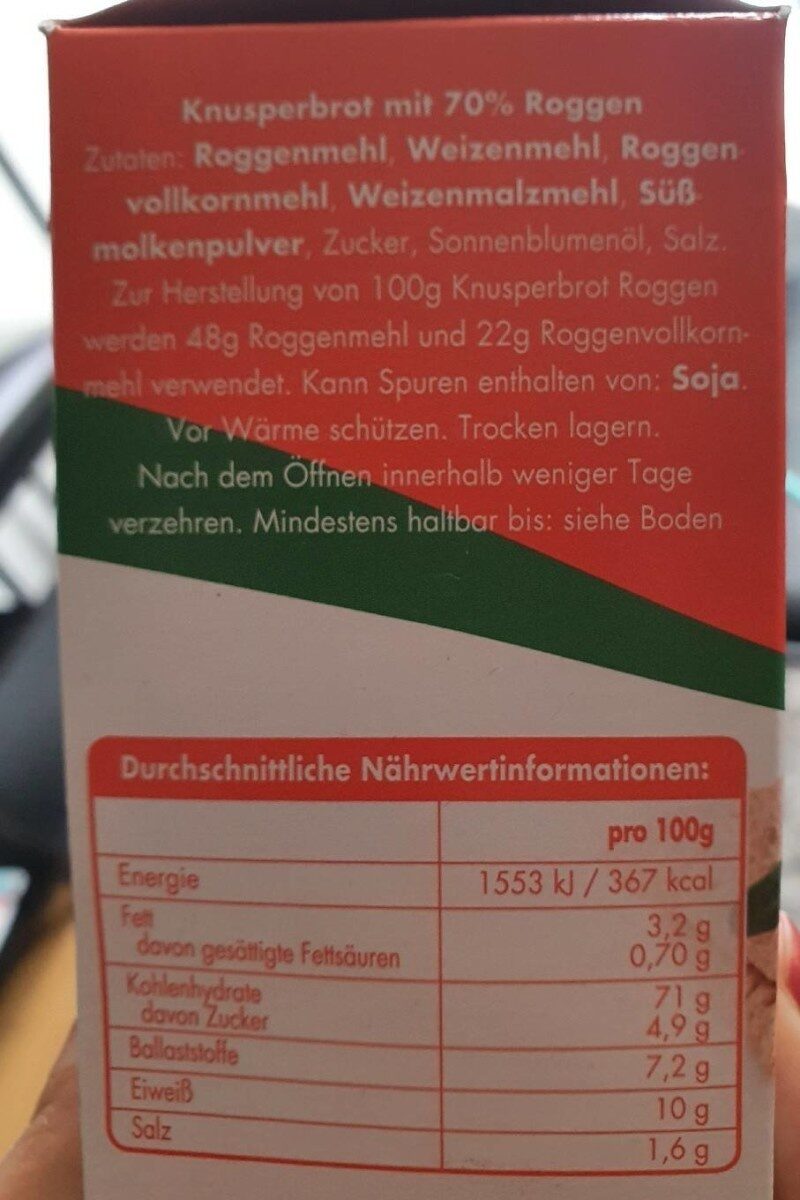 Knusperbrot mit 70% Roggen
Zutaten: Roggenmehl, Weizenmehl, Roggen-
vollkornmehl, Weizenmalzmehl, Süß-
molkenpulver, Zucker, Sonnenblumenöl, Salz.
Zur Herstellung von 100g Knusperbrot Roggen
werden 48g Roggenmehl und 22g Roggenvollkorn-
mehl verwendet. Kann Spuren enthalten von: Soja.
Vor Wärme schützen. Trocken lagern.
Nach dem Öffnen innerhalb weniger Tage
verzehren. Mindestens haltbar bis: siehe Boden
Durchschnittliche Nährwertinformationen:
pro 100g
Energie 1553 kJ / 367 kcal
Fett 3,2 g
davon gesättigte Fettsäuren 0,70 g
Kohlenhydrate 71 g
davon Zucker 4,9 g
Ballaststoffe 7,2 g
Eiweiß 10 g
Salz 1,6 g